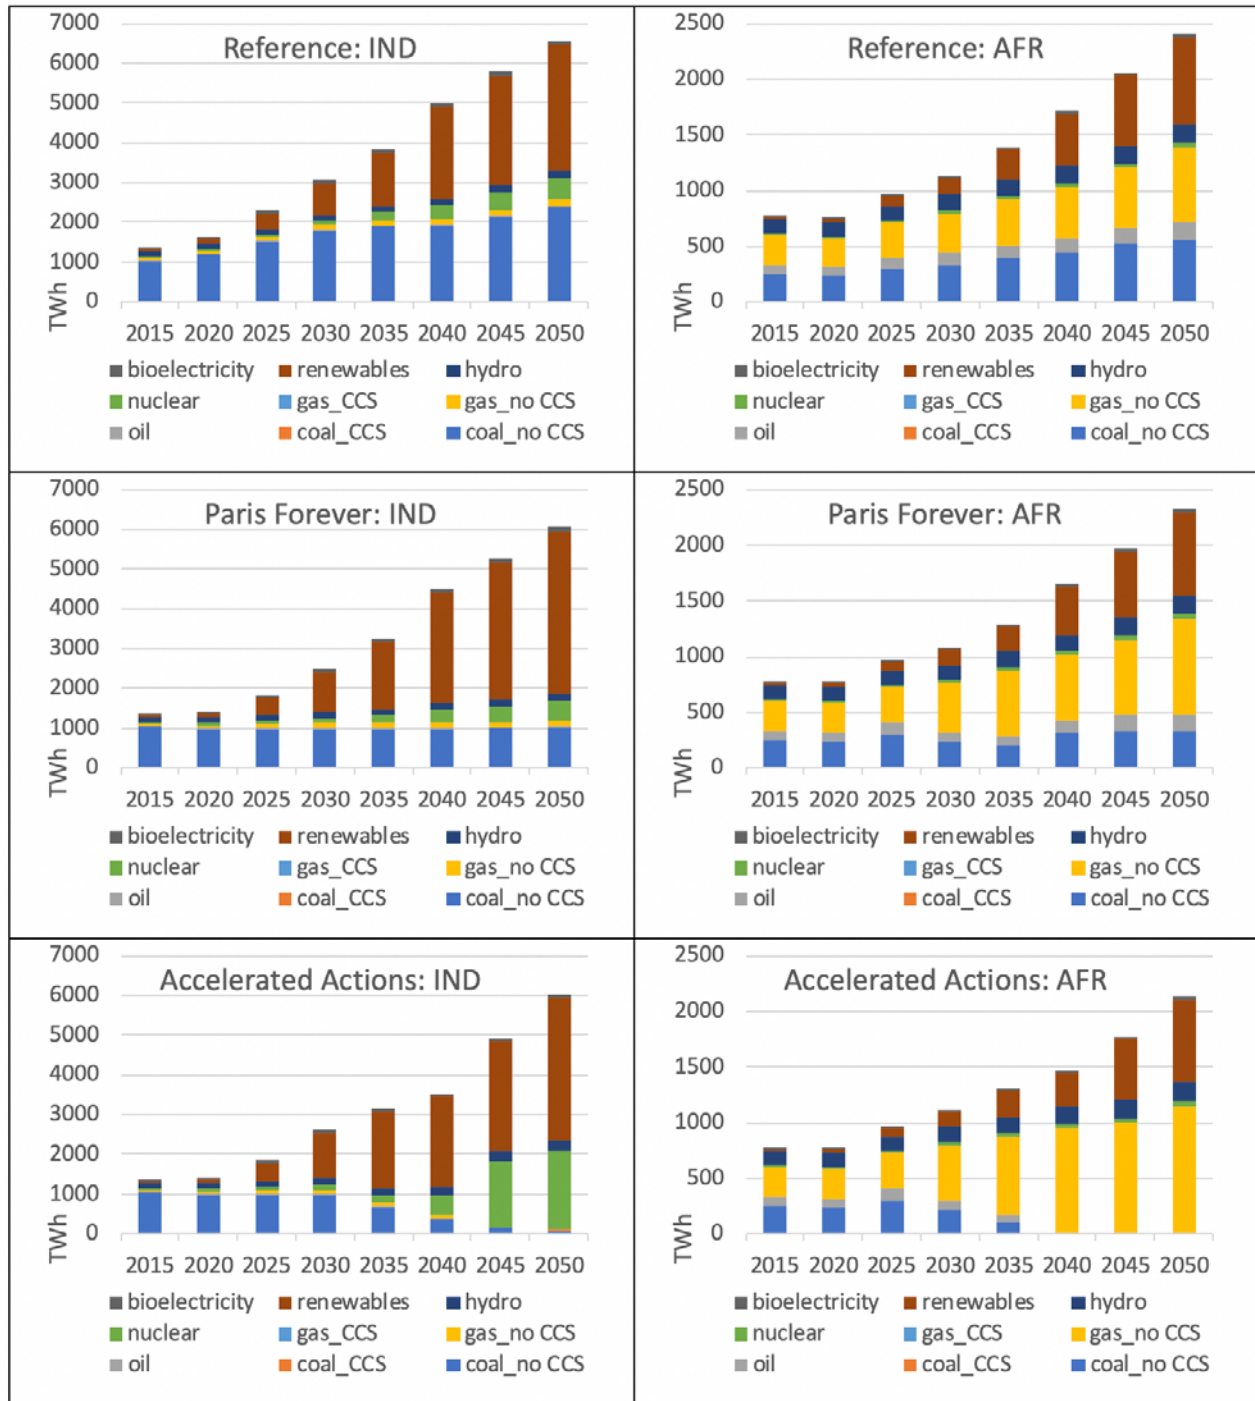 Reference: IND
7000
6000
5000
4000
3000
2000
1000
0
TWh
2015 2020 2025 2030 2035 2040 2045 2050
bioelectricity renewables hydro
nuclear gas_CCS gas_no CCS
oil coal_CCS coal_no CCS
Reference: AFR
2500
2000
1500
1000
500
0
TWh
2015 2020 2025 2030 2035 2040 2045 2050
bioelectricity renewables hydro
nuclear gas_CCS gas_no CCS
oil coal_CCS coal_no CCS
Paris Forever: IND
7000
6000
5000
4000
3000
2000
1000
0
TWh
2015 2020 2025 2030 2035 2040 2045 2050
bioelectricity renewables hydro
nuclear gas_CCS gas_no CCS
oil coal_CCS coal_no CCS
Paris Forever: AFR
2500
2000
1500
1000
500
0
TWh
2015 2020 2025 2030 2035 2040 2045 2050
bioelectricity renewables hydro
nuclear gas_CCS gas_no CCS
oil coal_CCS coal_no CCS
Accelerated Actions: IND
7000
6000
5000
4000
3000
2000
1000
0
TWh
2015 2020 2025 2030 2035 2040 2045 2050
bioelectricity renewables hydro
nuclear gas_CCS gas_no CCS
oil coal_CCS coal_no CCS
Accelerated Actions: AFR
2500
2000
1500
1000
500
0
TWh
2015 2020 2025 2030 2035 2040 2045 2050
bioelectricity renewables hydro
nuclear gas_CCS gas_no CCS
oil coal_CCS coal_no CCS